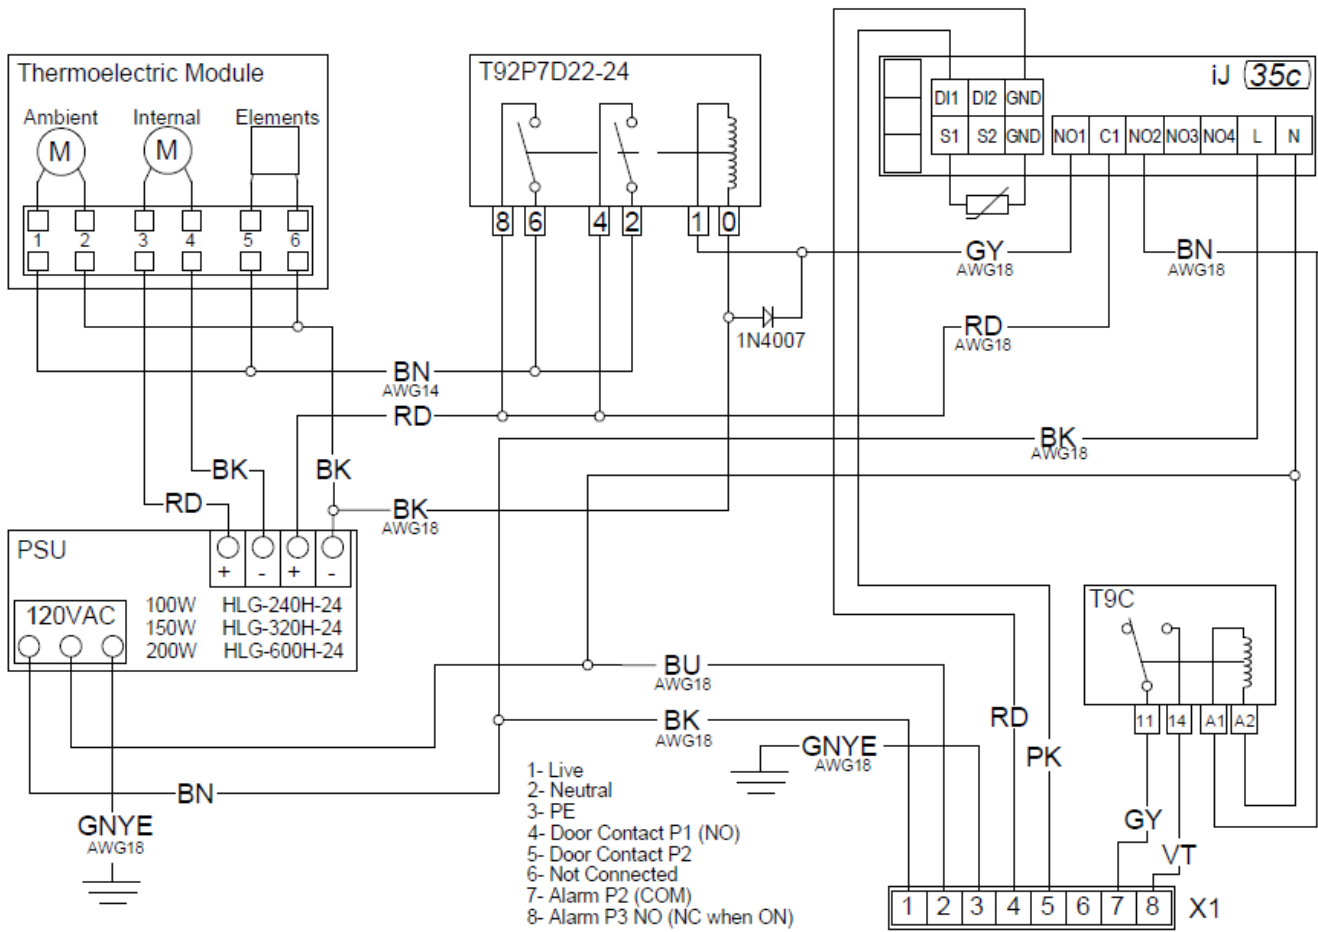 Thermoelectric Module
Ambient Internal Elements
M M
1 2 3 4 5 6
T92P7D22-24
8 6 4 2 1 0
iJ 35c
DI1 DI2 GND
S1 S2 GND
NO1 C1 NO2 NO3 NO4 L N
GY
AWG18
BN
AWG18
1N4007
RD
AWG18
BN
AWG14
RD
BK
AWG18
BK
BK
RD
BK
AWG18
PSU
+ - + -
120VAC
100W HLG-240H-24
150W HLG-320H-24
200W HLG-600H-24
T9C
11 14 A1 A2
BU
AWG18
BK
AWG18
RD
PK
GNYE
AWG18
BN
GNYE
AWG18
GY
VT
1- Live
2- Neutral
3- PE
4- Door Contact P1 (NO)
5- Door Contact P2
6- Not Connected
7- Alarm P2 (COM)
8- Alarm P3 NO (NC when ON)
1 2 3 4 5 6 7 8 X1